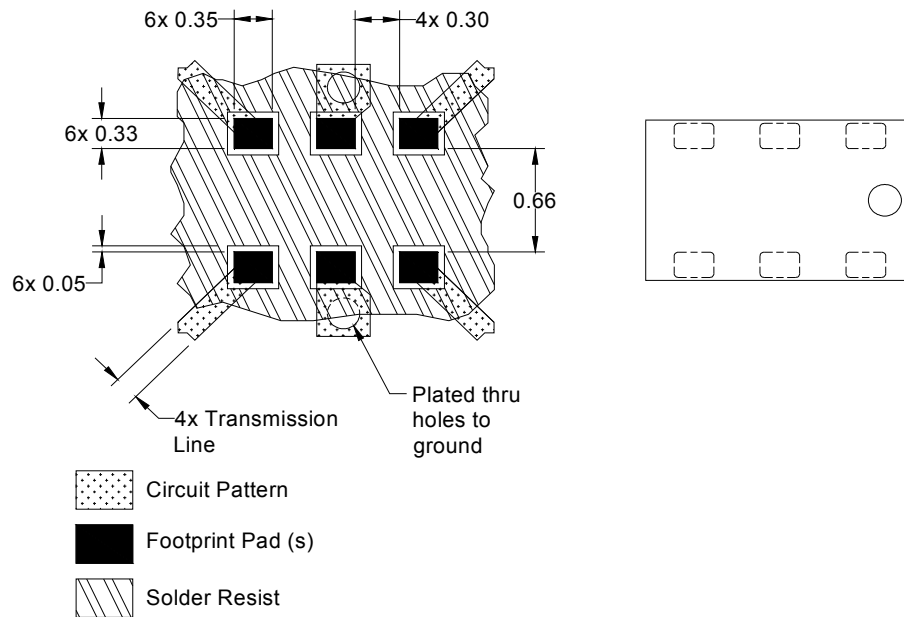 6x 0.35
4x 0.30
6x 0.33
0.66
6x 0.05
4x Transmission
Line
Plated thru
holes to
ground
Circuit Pattern
Footprint Pad (s)
Solder Resist